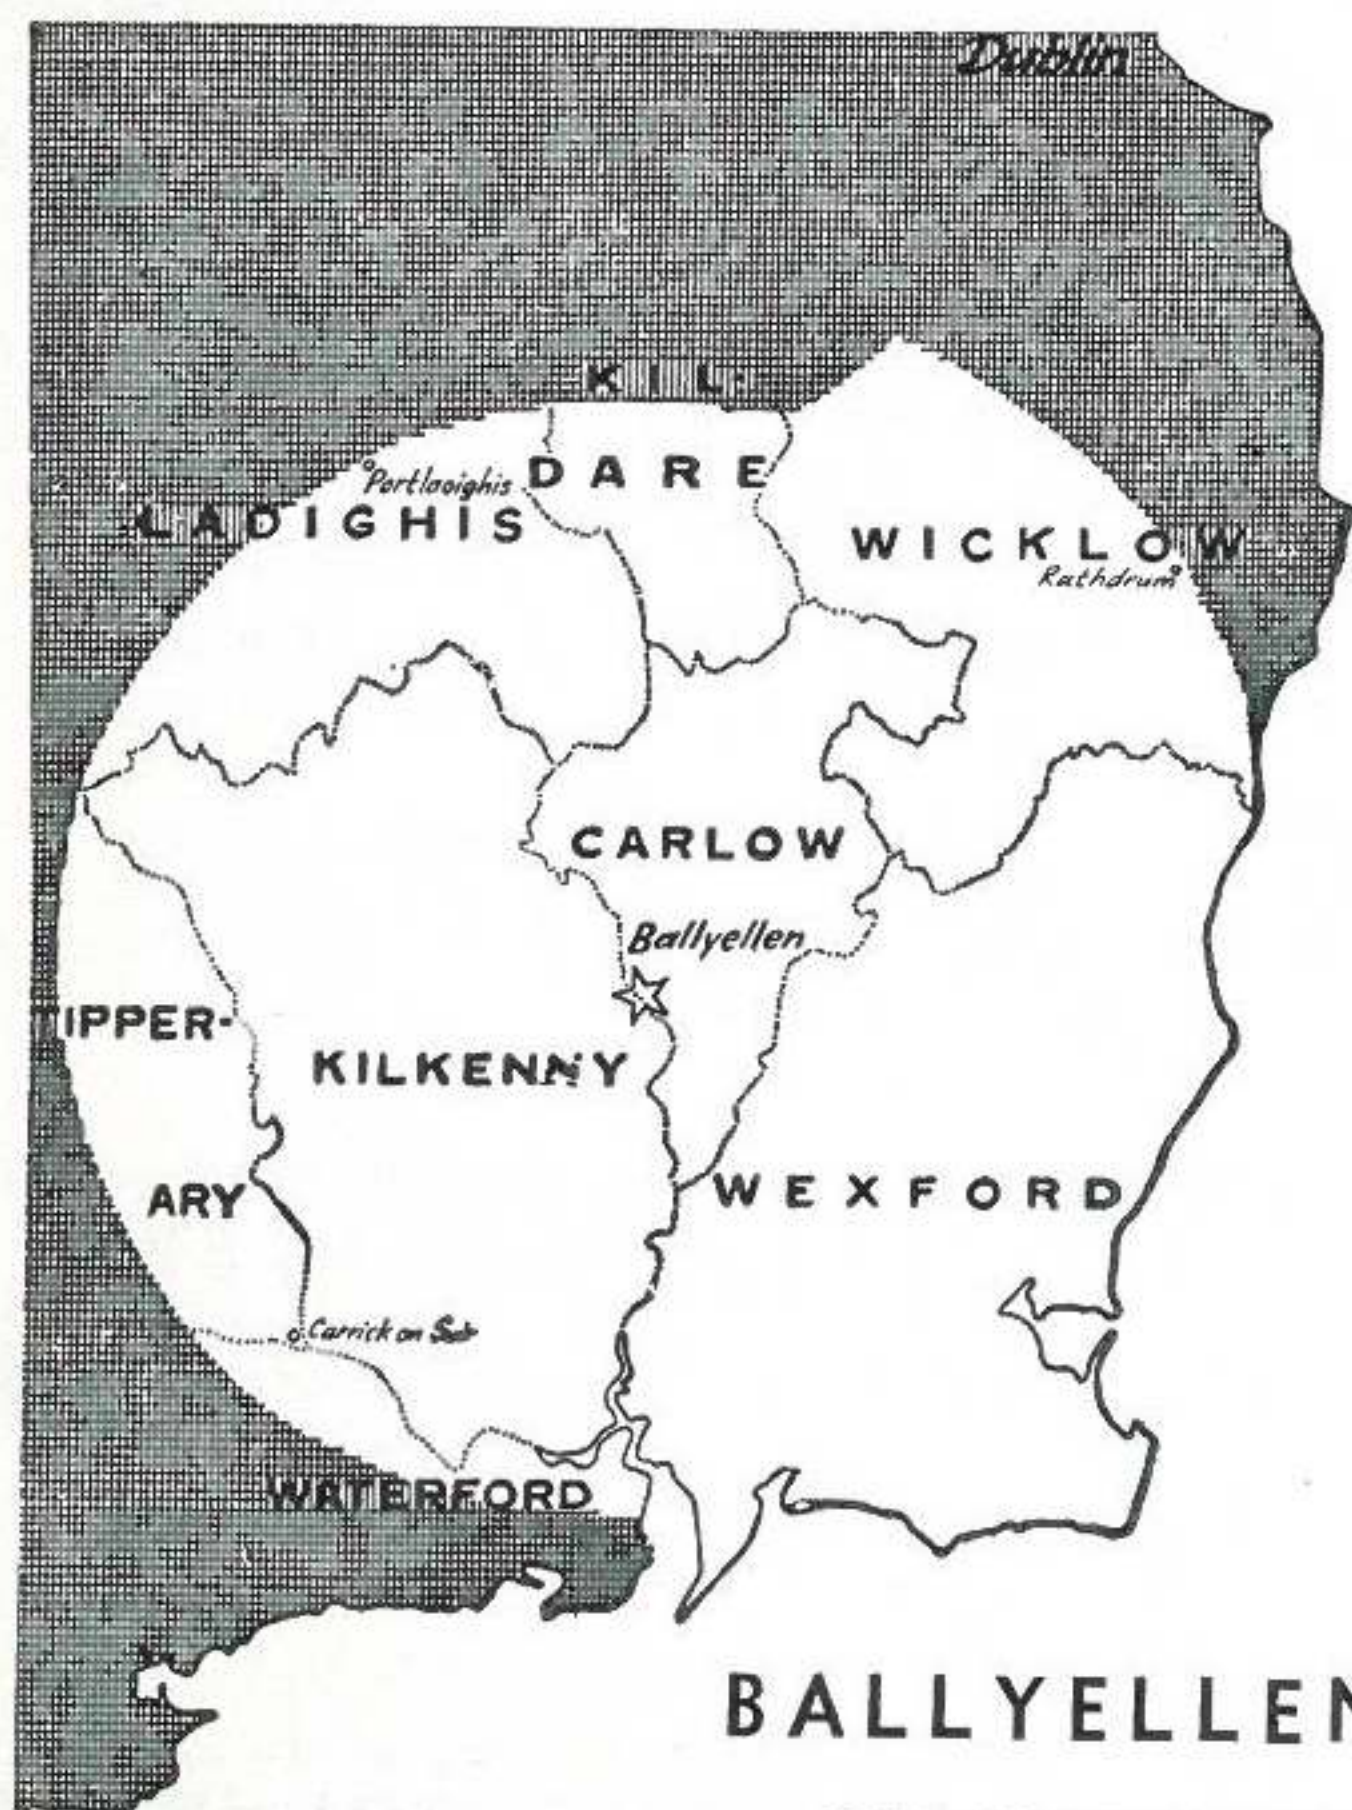 Dublin
KIL-
DARE
Portlaoighis
LAOIGHIS
WICKLOW
Rathdrum
CARLOW
Ballyellen
TIPPER-
KILKENNY
ARY
WEXFORD
Carrick on Suir
WATERFORD
BALLYELLEN